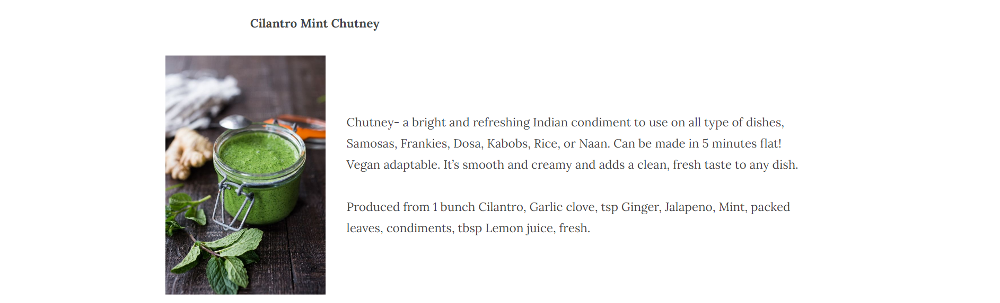 Cilantro Mint Chutney
Chutney- a bright and refreshing Indian condiment to use on all type of dishes,
Samosas, Frankies, Dosa, Kabobs, Rice, or Naan. Can be made in 5 minutes flat!
Vegan adaptable. It’s smooth and creamy and adds a clean, fresh taste to any dish.
Produced from 1 bunch Cilantro, Garlic clove, tsp Ginger, Jalapeno, Mint, packed
leaves, condiments, tbsp Lemon juice, fresh.